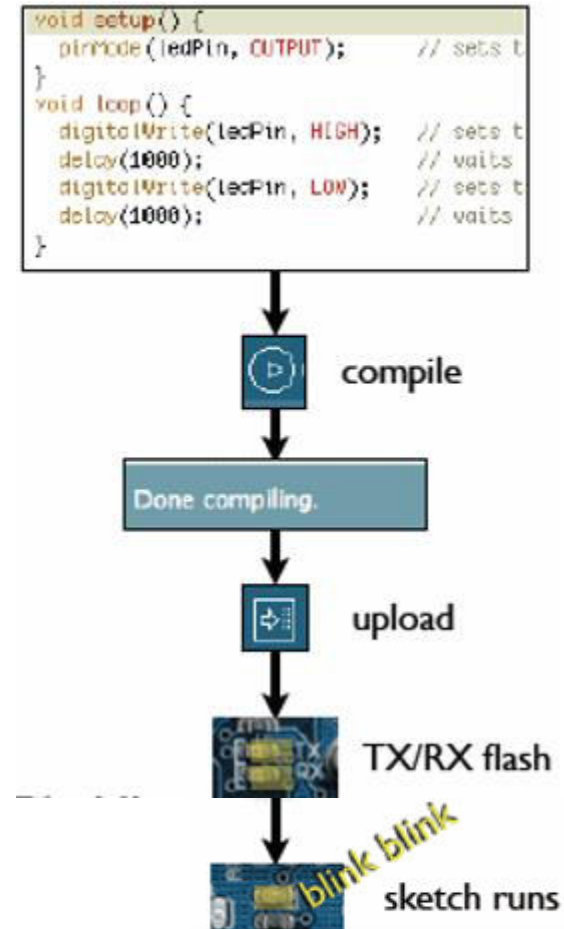 void setup() {
pinMode(ledPin, OUTPUT); // sets t
}
void loop() {
digitalWrite(ledPin, HIGH); // sets t
delay(1000); // waits
digitalWrite(ledPin, LOW); // sets t
delay(1000); // waits
}
compile
Done compiling.
upload
TX
RX
TX/RX flash
blink blink
sketch runs